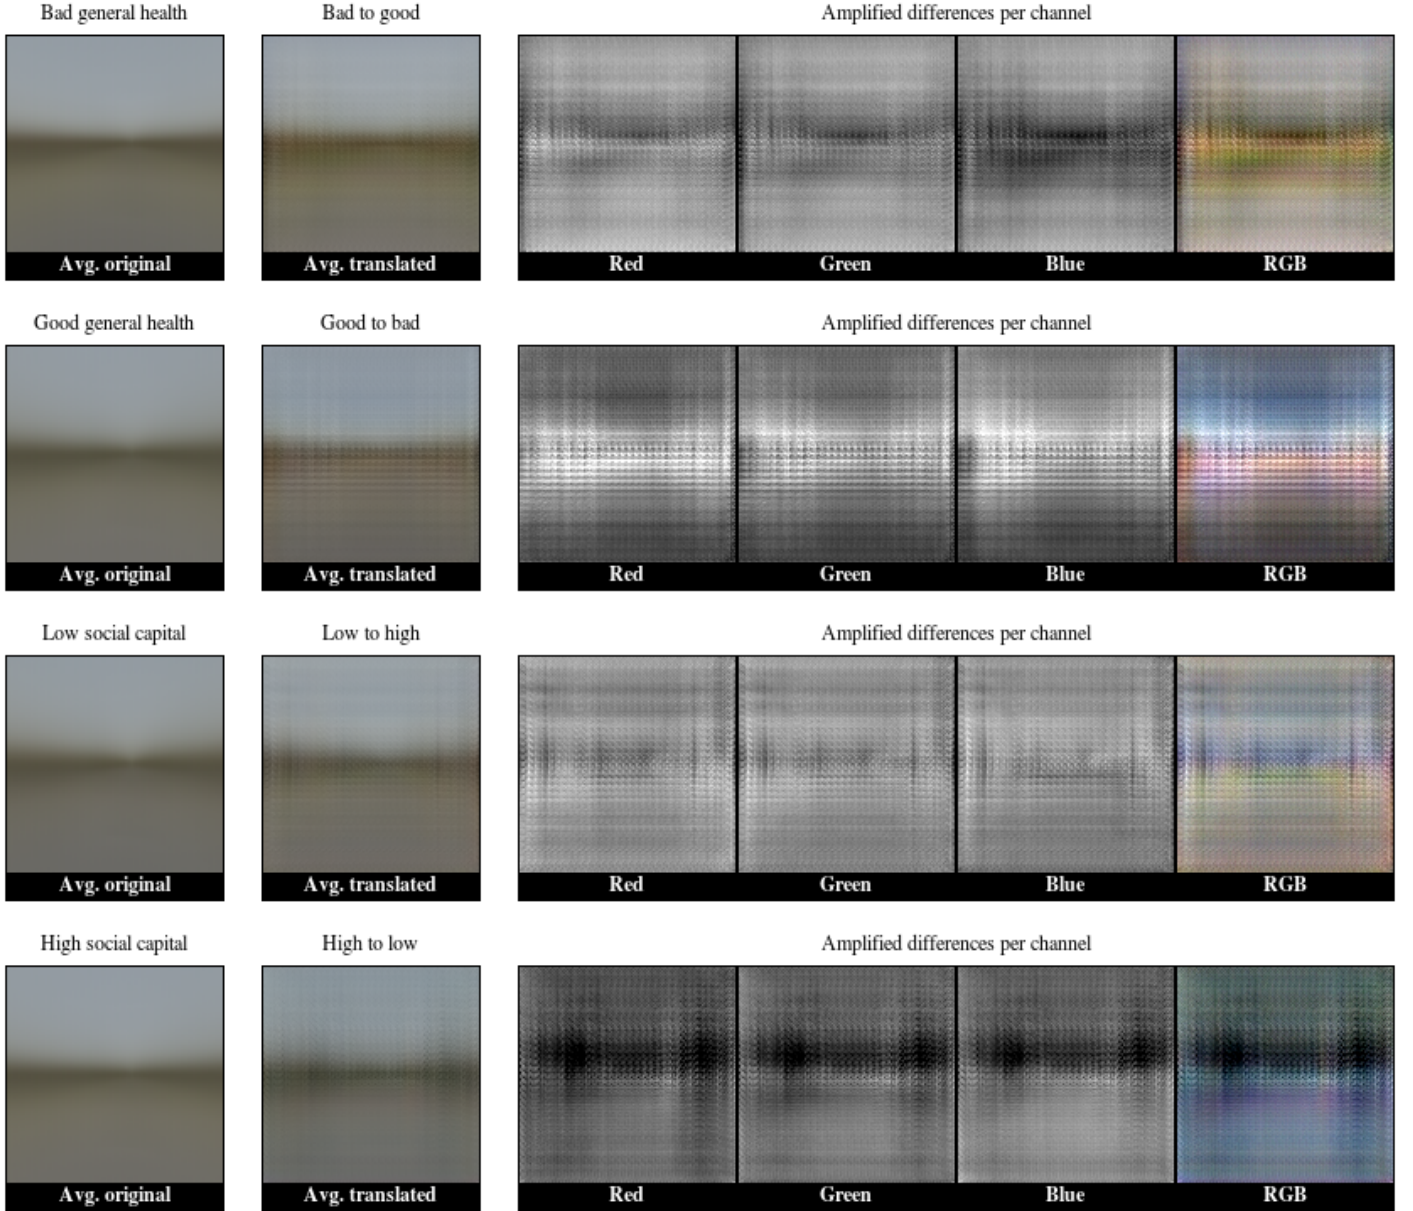 Bad general health Bad to good Amplified differences per channel
Avg. original Avg. translated Red Green Blue RGB
Good general health Good to bad Amplified differences per channel
Avg. original Avg. translated Red Green Blue RGB
Low social capital Low to high Amplified differences per channel
Avg. original Avg. translated Red Green Blue RGB
High social capital High to low Amplified differences per channel
Avg. original Avg. translated Red Green Blue RGB